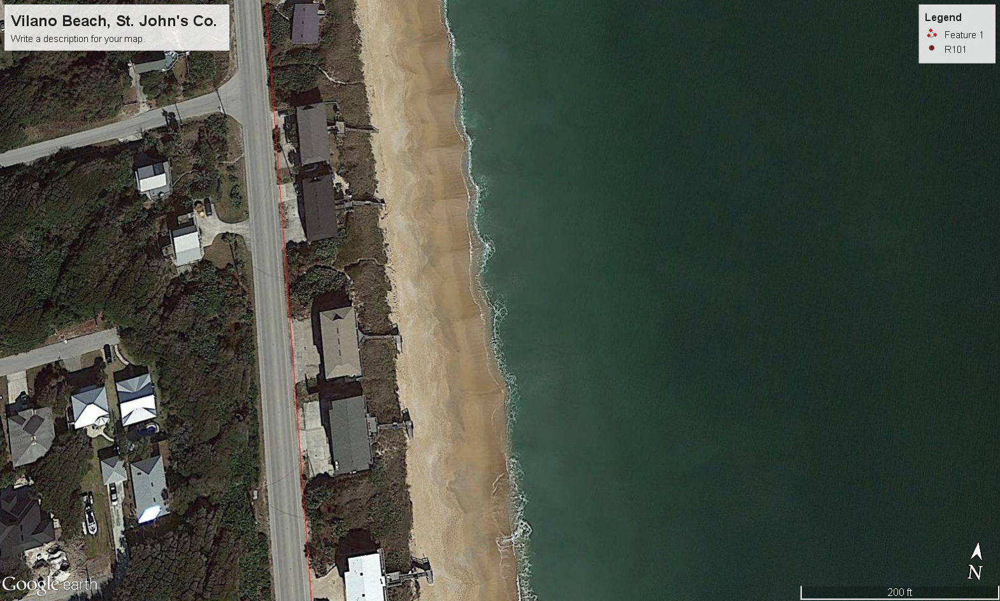 Vilano Beach, St. John's Co.
Write a description for your map.
Legend
Feature 1
R101
N
Google earth
200 ft